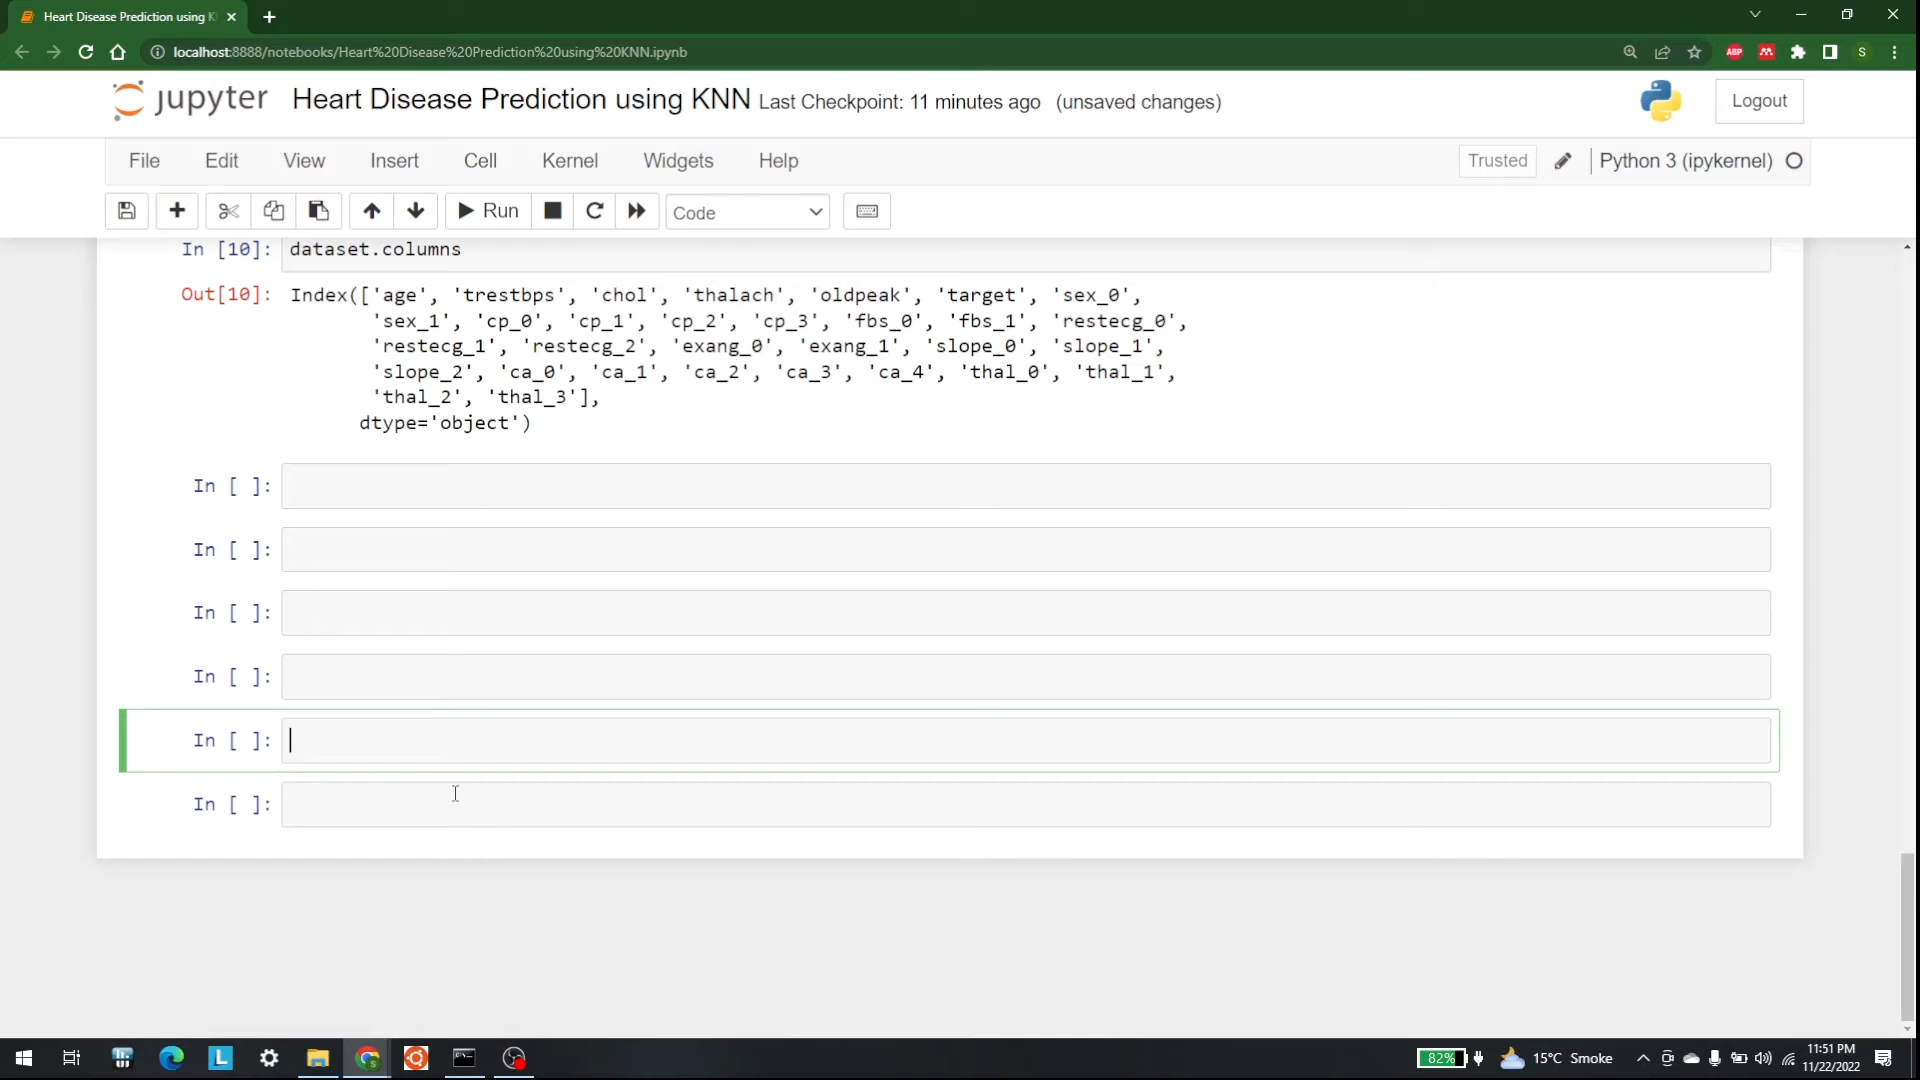 Heart Disease Prediction using K
localhost:8888/notebooks/Heart%20Disease%20Prediction%20using%20KNN.ipynb
ABP
S
jupyter Heart Disease Prediction using KNN Last Checkpoint: 11 minutes ago (unsaved changes)
Logout
File Edit View Insert Cell Kernel Widgets Help
Trusted Python 3 (ipykernel)
Run Code
In [10]: dataset.columns
Out[10]: Index(['age', 'trestbps', 'chol', 'thalach', 'oldpeak', 'target', 'sex_0',
'sex_1', 'cp_0', 'cp_1', 'cp_2', 'cp_3', 'fbs_0', 'fbs_1', 'restecg_0',
'restecg_1', 'restecg_2', 'exang_0', 'exang_1', 'slope_0', 'slope_1',
'slope_2', 'ca_0', 'ca_1', 'ca_2', 'ca_3', 'ca_4', 'thal_0', 'thal_1',
'thal_2', 'thal_3'],
dtype='object')
In [ ]:
In [ ]:
In [ ]:
In [ ]:
In [ ]:
In [ ]:
L
82%
15°C Smoke
11:51 PM
11/22/2022